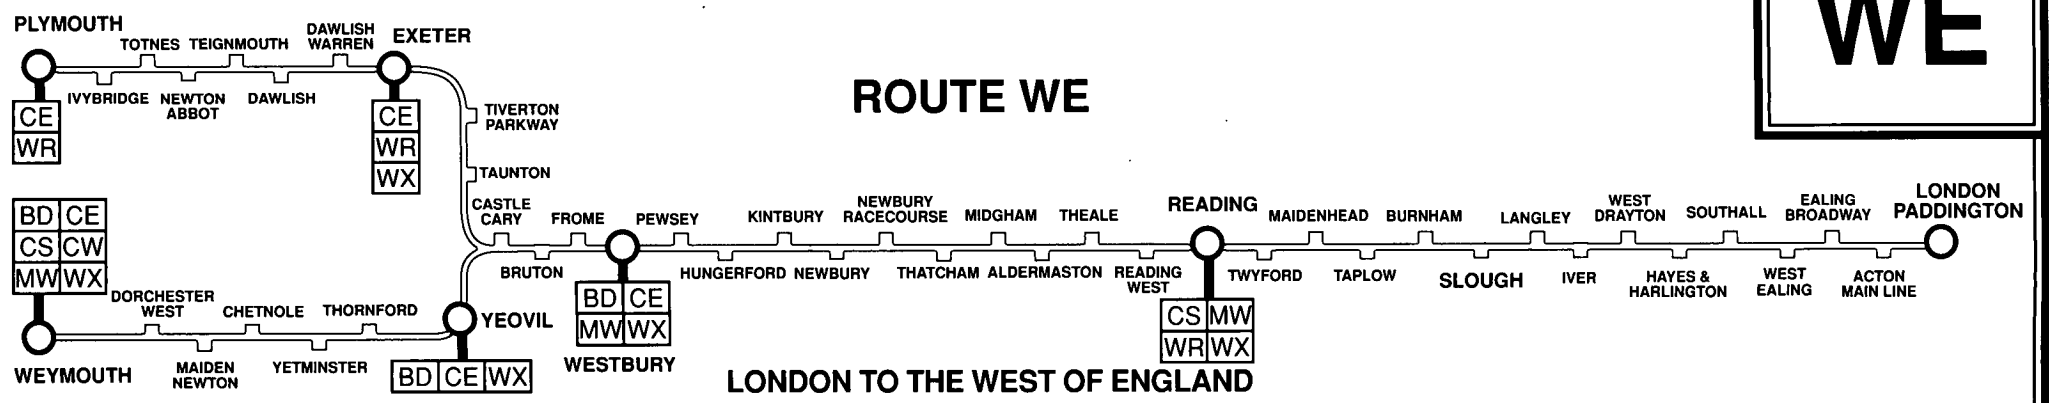 WE
ROUTE WE
PLYMOUTH
CE
WR
IVYBRIDGE
TOTNES
NEWTON
ABBOT
TEIGNMOUTH
DAWLISH
DAWLISH
WARREN
EXETER
CE
WR
WX
TIVERTON
PARKWAY
TAUNTON
BD CE
CS CW
MW WX
WEYMOUTH
DORCHESTER
WEST
MAIDEN
NEWTON
CHETNOLE
YETMINSTER
THORNFORD
YEOVIL
BD CE WX
CASTLE
CARY
BRUTON
FROME
BD CE
MW WX
WESTBURY
PEWSEY
HUNGERFORD
KINTBURY
NEWBURY
NEWBURY
RACECOURSE
THATCHAM
MIDGHAM
ALDERMASTON
THEALE
READING
WEST
READING
CS MW
WR WX
TWYFORD
MAIDENHEAD
TAPLOW
BURNHAM
SLOUGH
LANGLEY
IVER
WEST
DRAYTON
HAYES &
HARLINGTON
SOUTHALL
WEST
EALING
EALING
BROADWAY
ACTON
MAIN LINE
LONDON
PADDINGTON
LONDON TO THE WEST OF ENGLAND